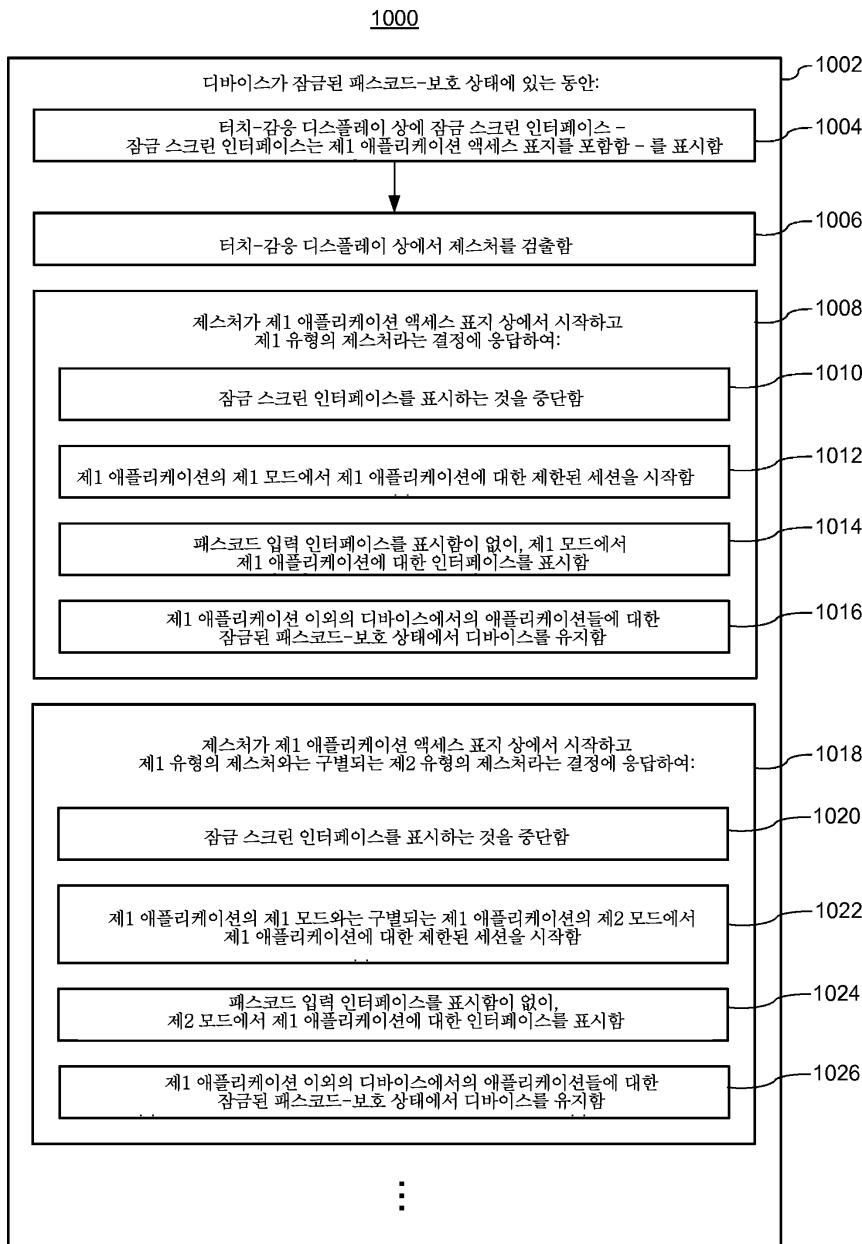 1000
1002
디바이스가 잠금된 패스코드-보호 상태에 있는 동안:
1004
터치-감응 디스플레이 상에 잠금 스크린 인터페이스 -
잠금 스크린 인터페이스는 제1 애플리케이션 액세스 표지를 포함함 - 를 표시함
1006
터치-감응 디스플레이 상에서 제스처를 검출함
1008
제스처가 제1 애플리케이션 액세스 표지 상에서 시작하고
제1 유형의 제스처라는 결정에 응답하여:
1010
잠금 스크린 인터페이스를 표시하는 것을 중단함
1012
제1 애플리케이션의 제1 모드에서 제1 애플리케이션에 대한 제한된 세션을 시작함
1014
패스코드 입력 인터페이스를 표시함이 없이, 제1 모드에서
제1 애플리케이션에 대한 인터페이스를 표시함
1016
제1 애플리케이션 이외의 디바이스에서의 애플리케이션들에 대한
잠금된 패스코드-보호 상태에서 디바이스를 유지함
1018
제스처가 제1 애플리케이션 액세스 표지 상에서 시작하고
제1 유형의 제스처와는 구별되는 제2 유형의 제스처라는 결정에 응답하여:
1020
잠금 스크린 인터페이스를 표시하는 것을 중단함
1022
제1 애플리케이션의 제1 모드와는 구별되는 제1 애플리케이션의 제2 모드에서
제1 애플리케이션에 대한 제한된 세션을 시작함
1024
패스코드 입력 인터페이스를 표시함이 없이,
제2 모드에서 제1 애플리케이션에 대한 인터페이스를 표시함
1026
제1 애플리케이션 이외의 디바이스에서의 애플리케이션들에 대한
잠금된 패스코드-보호 상태에서 디바이스를 유지함